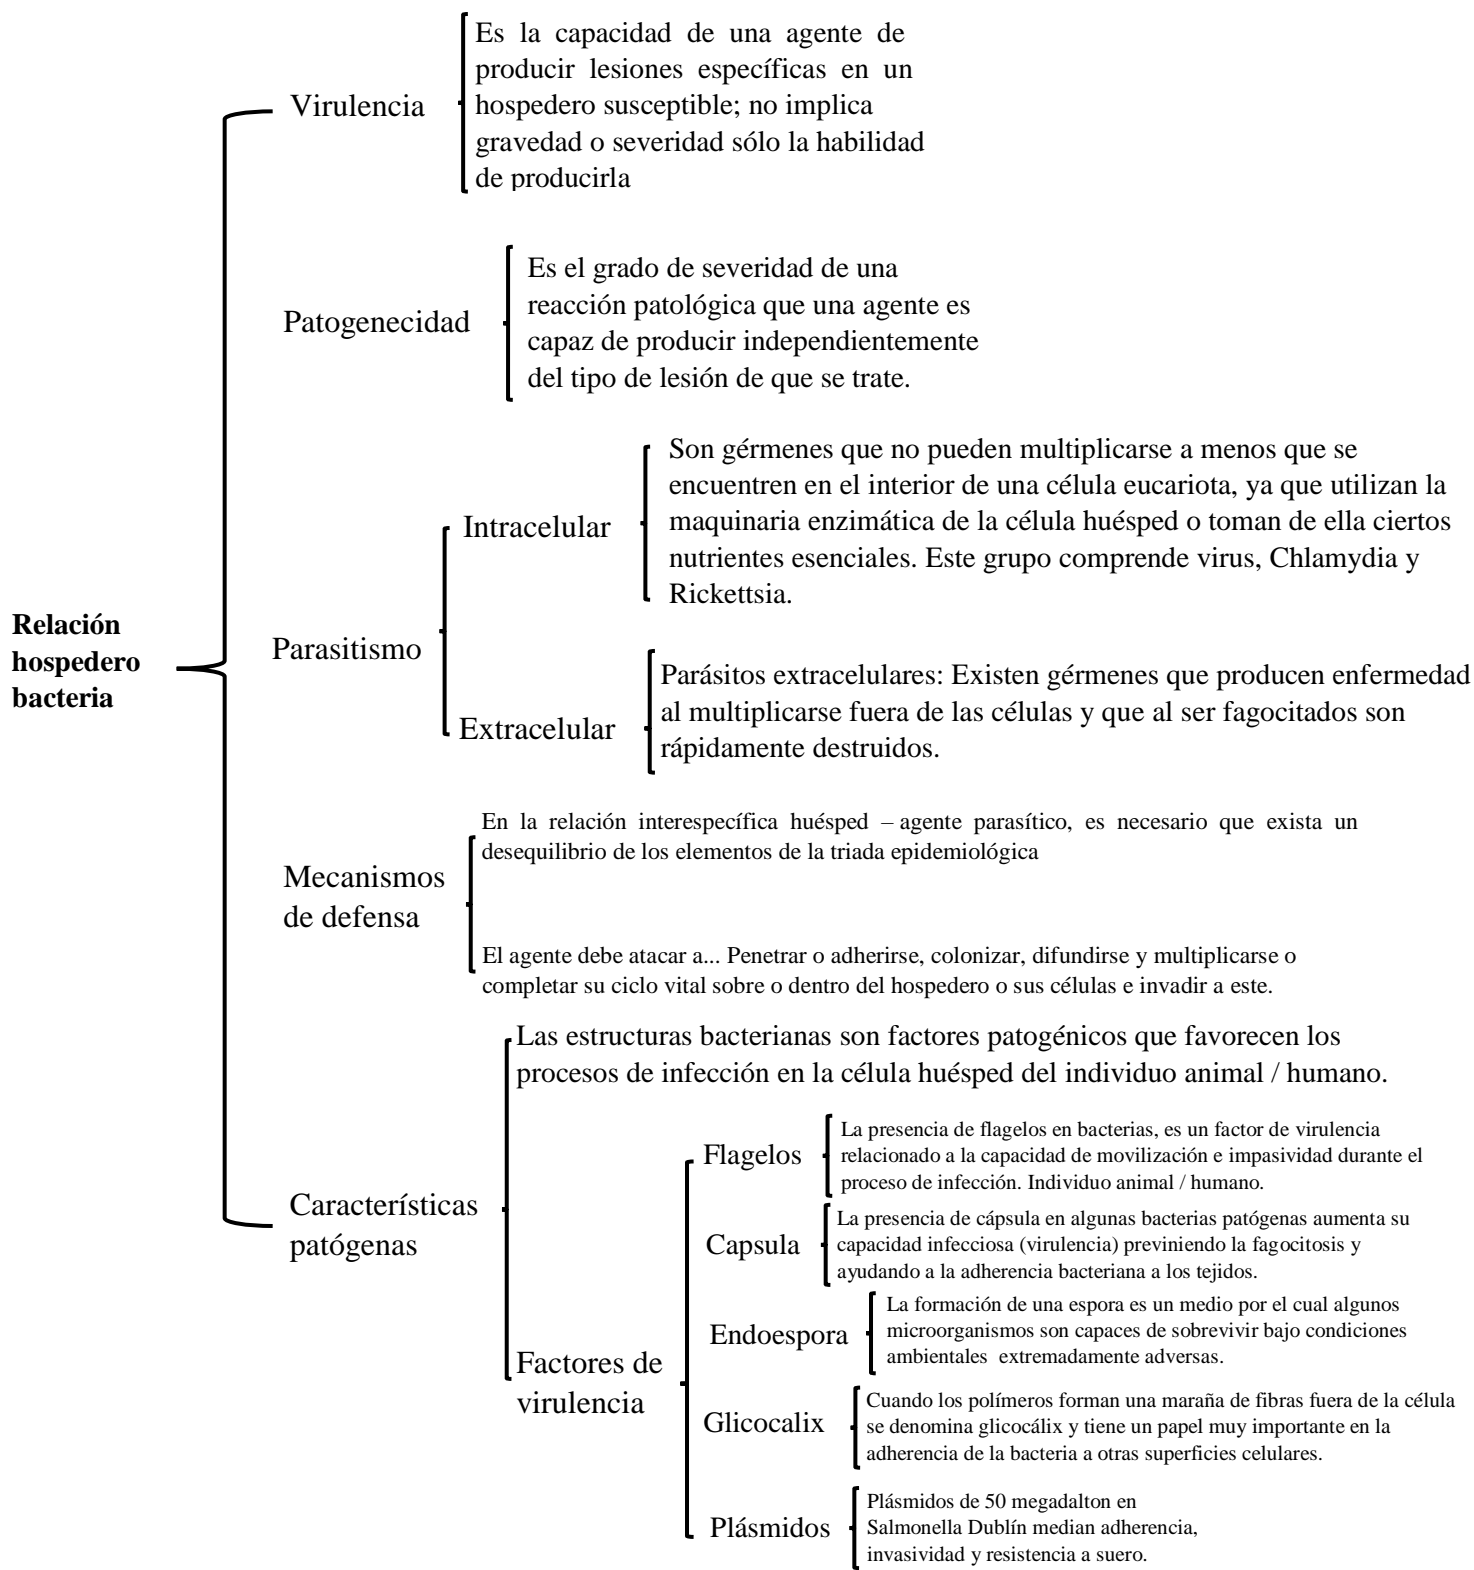 Relación
hospedero
bacteria
Virulencia
Es la capacidad de una agente de
producir lesiones específicas en un
hospedero susceptible; no implica
gravedad o severidad sólo la habilidad
de producirla
Patogenecidad
Es el grado de severidad de una
reacción patológica que una agente es
capaz de producir independientemente
del tipo de lesión de que se trate.
Parasitismo
Intracelular
Son gérmenes que no pueden multiplicarse a menos que se
encuentren en el interior de una célula eucariota, ya que utilizan la
maquinaria enzimática de la célula huésped o toman de ella ciertos
nutrientes esenciales. Este grupo comprende virus, Chlamydia y
Rickettsia.
Extracelular
Parásitos extracelulares: Existen gérmenes que producen enfermedad
al multiplicarse fuera de las células y que al ser fagocitados son
rápidamente destruidos.
Mecanismos
de defensa
En la relación interespecífica huésped – agente parasítico, es necesario que exista un
desequilibrio de los elementos de la triada epidemiológica
El agente debe atacar a... Penetrar o adherirse, colonizar, difundirse y multiplicarse o
completar su ciclo vital sobre o dentro del hospedero o sus células e invadir a este.
Características
patógenas
Las estructuras bacterianas son factores patogénicos que favorecen los
procesos de infección en la célula huésped del individuo animal / humano.
Factores de
virulencia
Flagelos
La presencia de flagelos en bacterias, es un factor de virulencia
relacionado a la capacidad de movilización e impasividad durante el
proceso de infección. Individuo animal / humano.
Capsula
La presencia de cápsula en algunas bacterias patógenas aumenta su
capacidad infecciosa (virulencia) previniendo la fagocitosis y
ayudando a la adherencia bacteriana a los tejidos.
Endoespora
La formación de una espora es un medio por el cual algunos
microorganismos son capaces de sobrevivir bajo condiciones
ambientales extremadamente adversas.
Glicocalix
Cuando los polímeros forman una maraña de fibras fuera de la célula
se denomina glicocálix y tiene un papel muy importante en la
adherencia de la bacteria a otras superficies celulares.
Plásmidos
Plásmidos de 50 megadalton en
Salmonella Dublín median adherencia,
invasividad y resistencia a suero.